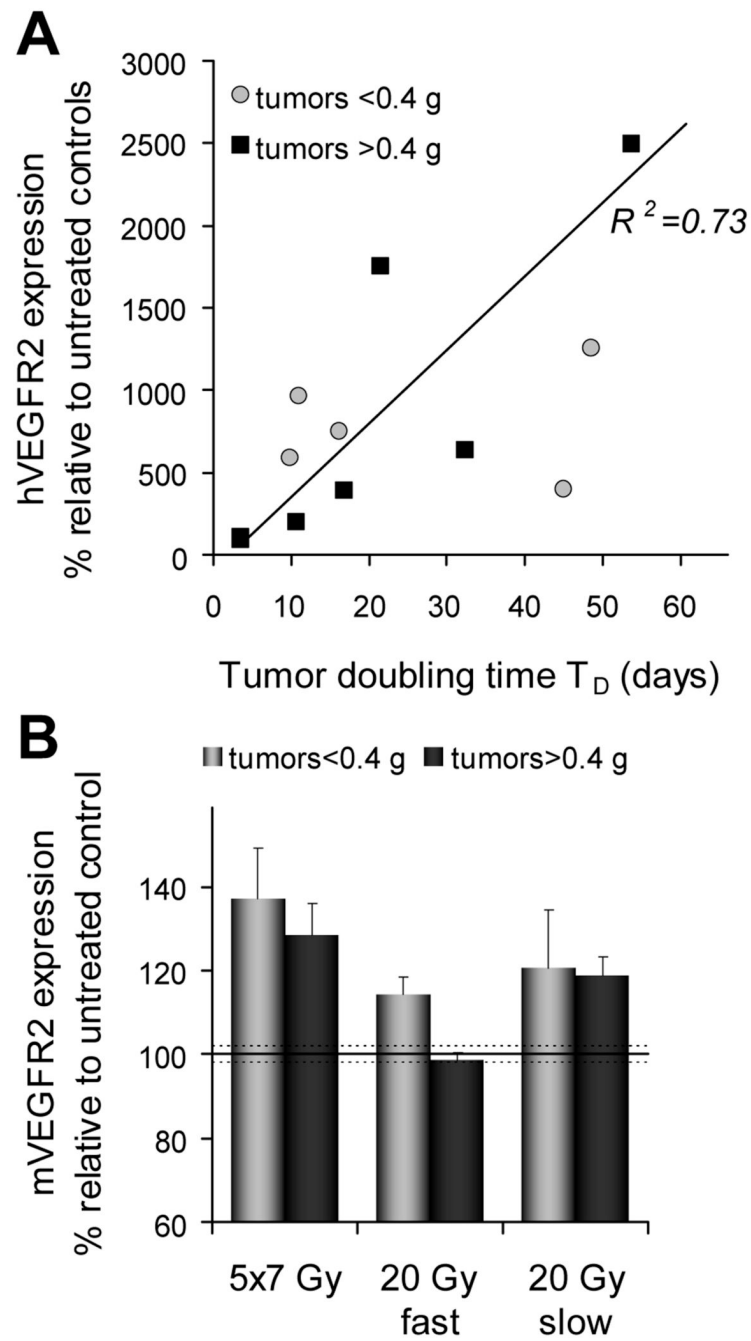 A
hVEGFR2 expression
% relative to untreated controls
3000
2500
2000
1500
1000
500
0
tumors <0.4 g
tumors >0.4 g
R ²=0.73
0 10 20 30 40 50 60
Tumor doubling time T_D (days)
B
tumors<0.4 g tumors>0.4 g
mVEGFR2 expression
% relative to untreated control
140
120
100
80
60
5x7 Gy 20 Gy 20 Gy
fast slow